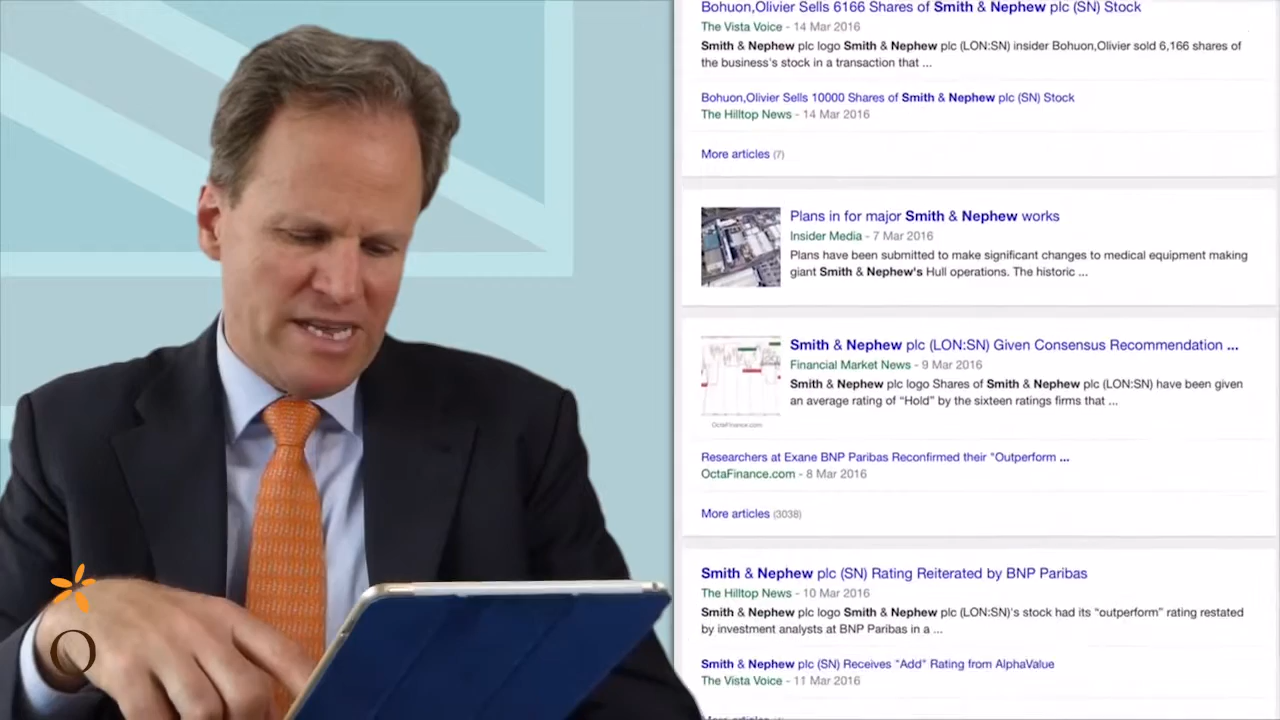 Bohuon,Olivier Sells 6166 Shares of Smith & Nephew plc (SN) Stock
The Vista Voice - 14 Mar 2016
Smith & Nephew plc logo Smith & Nephew plc (LON:SN) insider Bohuon,Olivier sold 6,166 shares of
the business's stock in a transaction that ...
Bohuon,Olivier Sells 10000 Shares of Smith & Nephew plc (SN) Stock
The Hilltop News - 14 Mar 2016
More articles (7)
Plans in for major Smith & Nephew works
Insider Media - 7 Mar 2016
Plans have been submitted to make significant changes to medical equipment making
giant Smith & Nephew's Hull operations. The historic ...
Smith & Nephew plc (LON:SN) Given Consensus Recommendation ...
Financial Market News - 9 Mar 2016
Smith & Nephew plc logo Shares of Smith & Nephew plc (LON:SN) have been given
an average rating of “Hold” by the sixteen ratings firms that ...
OctaFinance.com
Researchers at Exane BNP Paribas Reconfirmed their "Outperform ...
OctaFinance.com - 8 Mar 2016
More articles (3038)
Smith & Nephew plc (SN) Rating Reiterated by BNP Paribas
The Hilltop News - 10 Mar 2016
Smith & Nephew plc logo Smith & Nephew plc (LON:SN)'s stock had its “outperform” rating restated
by investment analysts at BNP Paribas in a ...
Smith & Nephew plc (SN) Receives “Add” Rating from AlphaValue
The Vista Voice - 11 Mar 2016